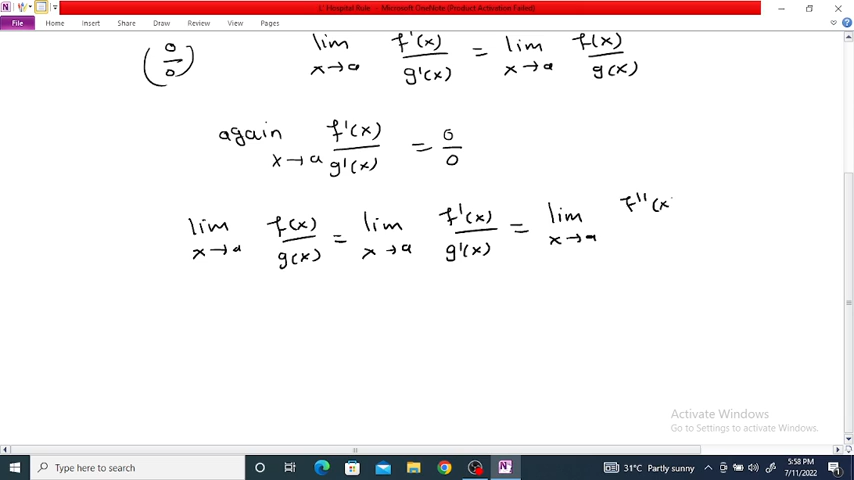 L' Hospital Rule - Microsoft OneNote (Product Activation Failed)
File Home Insert Share Draw Review View Pages
(0/0) lim x→a f'(x)/g'(x) = lim x→a f(x)/g(x)
again x→a f'(x)/g'(x) = 0/0
lim x→a f(x)/g(x) = lim x→a f'(x)/g'(x) = lim x→a f''(x
Activate Windows
Go to Settings to activate Windows.
Type here to search
31°C Partly sunny
5:58 PM
7/11/2022